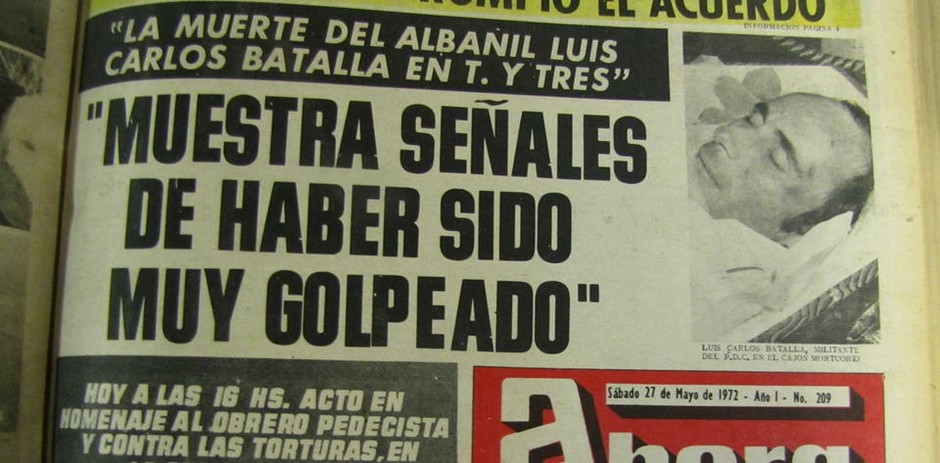 ROMPIO EL ACUERDO
INFORMACION PAGINA 4
"LA MUERTE DEL ALBAÑIL LUIS
CARLOS BATALLA EN T. Y TRES"
"MUESTRA SEÑALES
DE HABER SIDO
MUY GOLPEADO"
LUIS CARLOS BATALLA, MILITANTE
DEL P.D.C. EN EL CAJON MORTUORIO
HOY A LAS 16 HS. ACTO EN
HOMENAJE AL OBRERO PEDECISTA
Y CONTRA LAS TORTURAS, EN
Sábado 27 de Mayo de 1972 - Año I - No. 209
Ahora